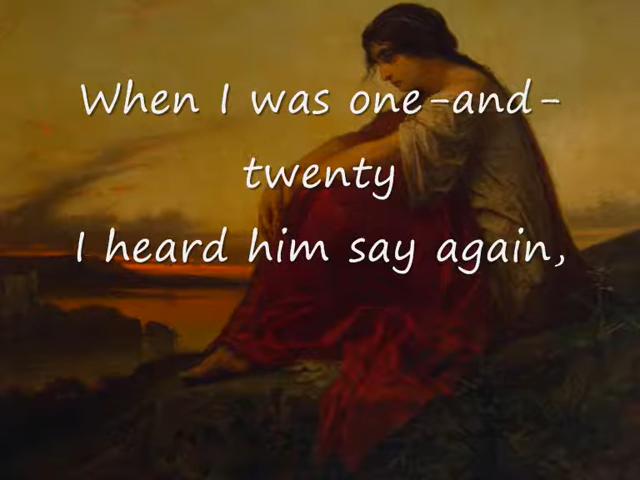 When I was one-and-
twenty
I heard him say again,